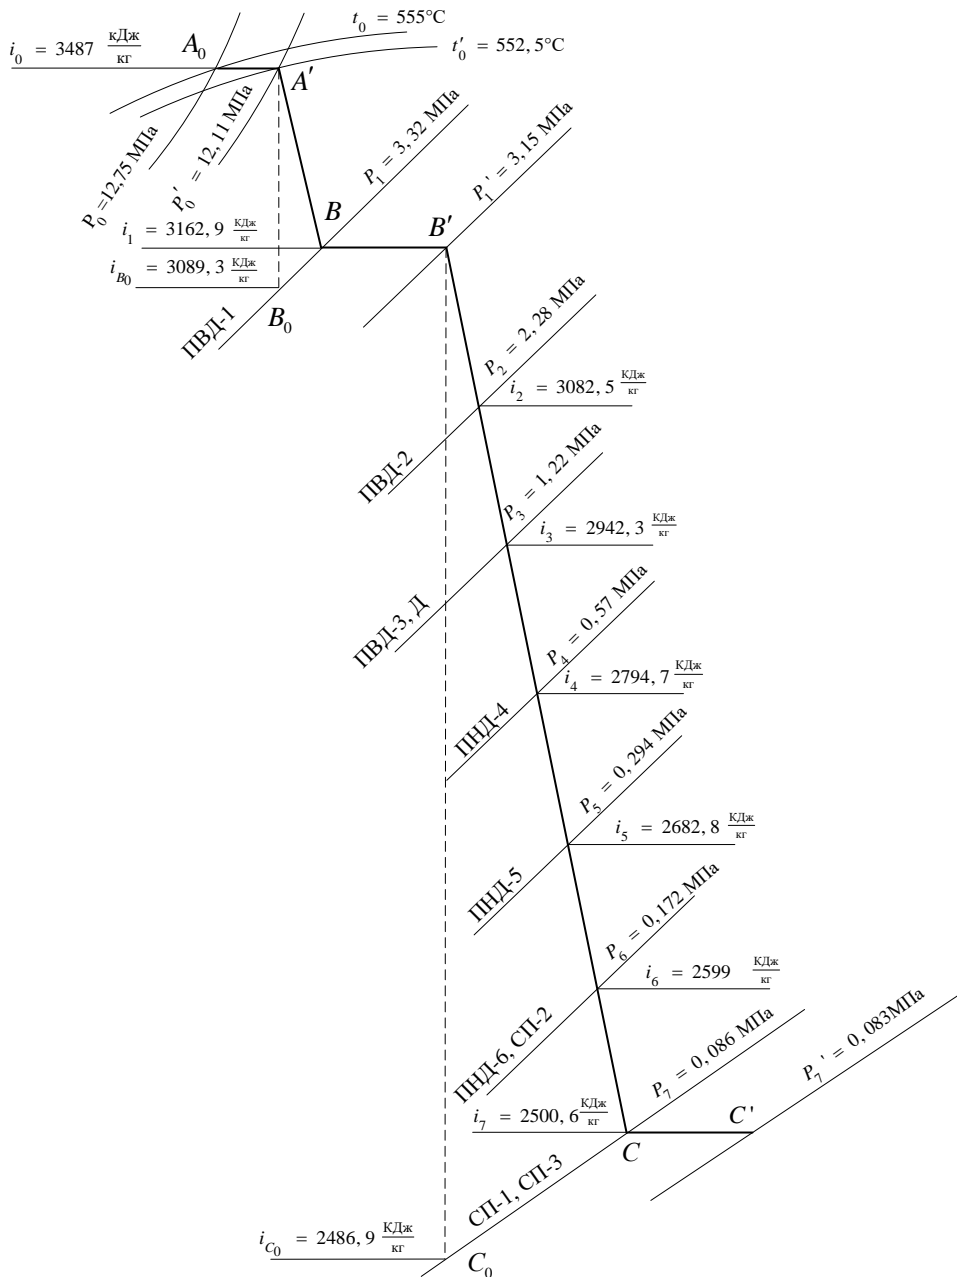 t₀ = 555°C
i₀ = 3487 кДж/кг
A₀
t₀′ = 552,5°C
A′
P₀ =12,75 МПа
P₀′ = 12,11 МПа
P₁ = 3,32 МПа
P₁' = 3,15 МПа
B
B′
i₁ = 3162,9 КДж/кг
i_B₀ = 3089,3 КДж/кг
B₀
ПВД-1
P₂ = 2,28 МПа
i₂ = 3082,5 КДж/кг
ПВД-2
P₃ = 1,22 МПа
i₃ = 2942,3 КДж/кг
ПВД-3, Д
P₄ = 0,57 МПа
i₄ = 2794,7 КДж/кг
ПНД-4
P₅ = 0,294 МПа
i₅ = 2682,8 КДж/кг
ПНД-5
P₆ = 0,172 МПа
i₆ = 2599 КДж/кг
ПНД-6, СП-2
P₇ = 0,086 МПа
P₇' = 0,083МПа
i₇ = 2500,6 КДж/кг
C
C'
СП-1, СП-3
i_C₀ = 2486,9 КДж/кг
C₀